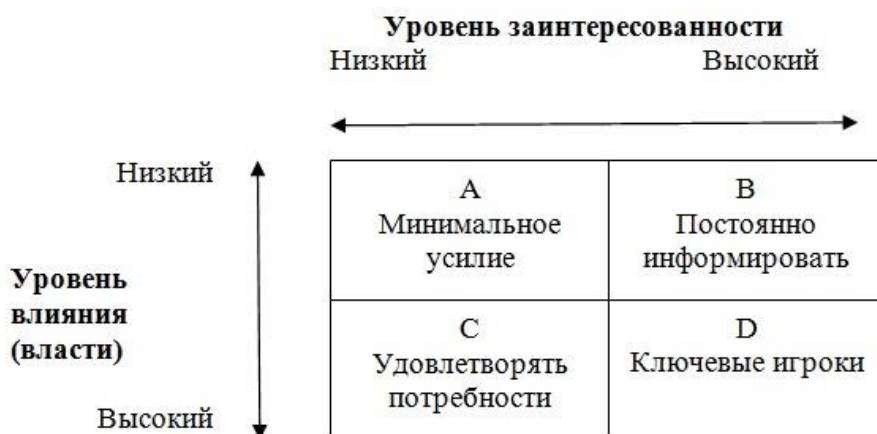 Уровень заинтересованности
Низкий Высокий
Низкий
A
Минимальное
усилие
B
Постоянно
информировать
Уровень
влияния
(власти)
C
Удовлетворять
потребности
D
Ключевые игроки
Высокий